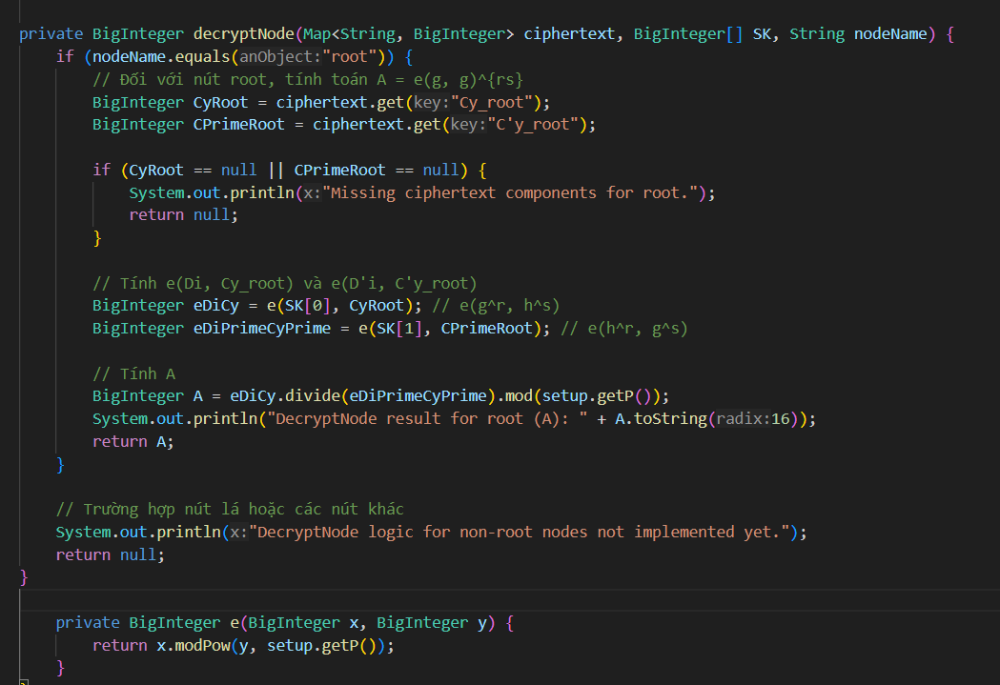 private BigInteger decryptNode(Map<String, BigInteger> ciphertext, BigInteger[] SK, String nodeName) {
    if (nodeName.equals(anObject:"root")) {
        // Đối với nút root, tính toán A = e(g, g)^{rs}
        BigInteger CyRoot = ciphertext.get(key:"Cy_root");
        BigInteger CPrimeRoot = ciphertext.get(key:"C'y_root");
        if (CyRoot == null || CPrimeRoot == null) {
            System.out.println(x:"Missing ciphertext components for root.");
            return null;
        }
        // Tính e(Di, Cy_root) và e(D'i, C'y_root)
        BigInteger eDiCy = e(SK[0], CyRoot); // e(g^r, h^s)
        BigInteger eDiPrimeCyPrime = e(SK[1], CPrimeRoot); // e(h^r, g^s)
        // Tính A
        BigInteger A = eDiCy.divide(eDiPrimeCyPrime).mod(setup.getP());
        System.out.println("DecryptNode result for root (A): " + A.toString(radix:16));
        return A;
    }
    // Trường hợp nút lá hoặc các nút khác
    System.out.println(x:"DecryptNode logic for non-root nodes not implemented yet.");
    return null;
}
    private BigInteger e(BigInteger x, BigInteger y) {
        return x.modPow(y, setup.getP());
    }
}